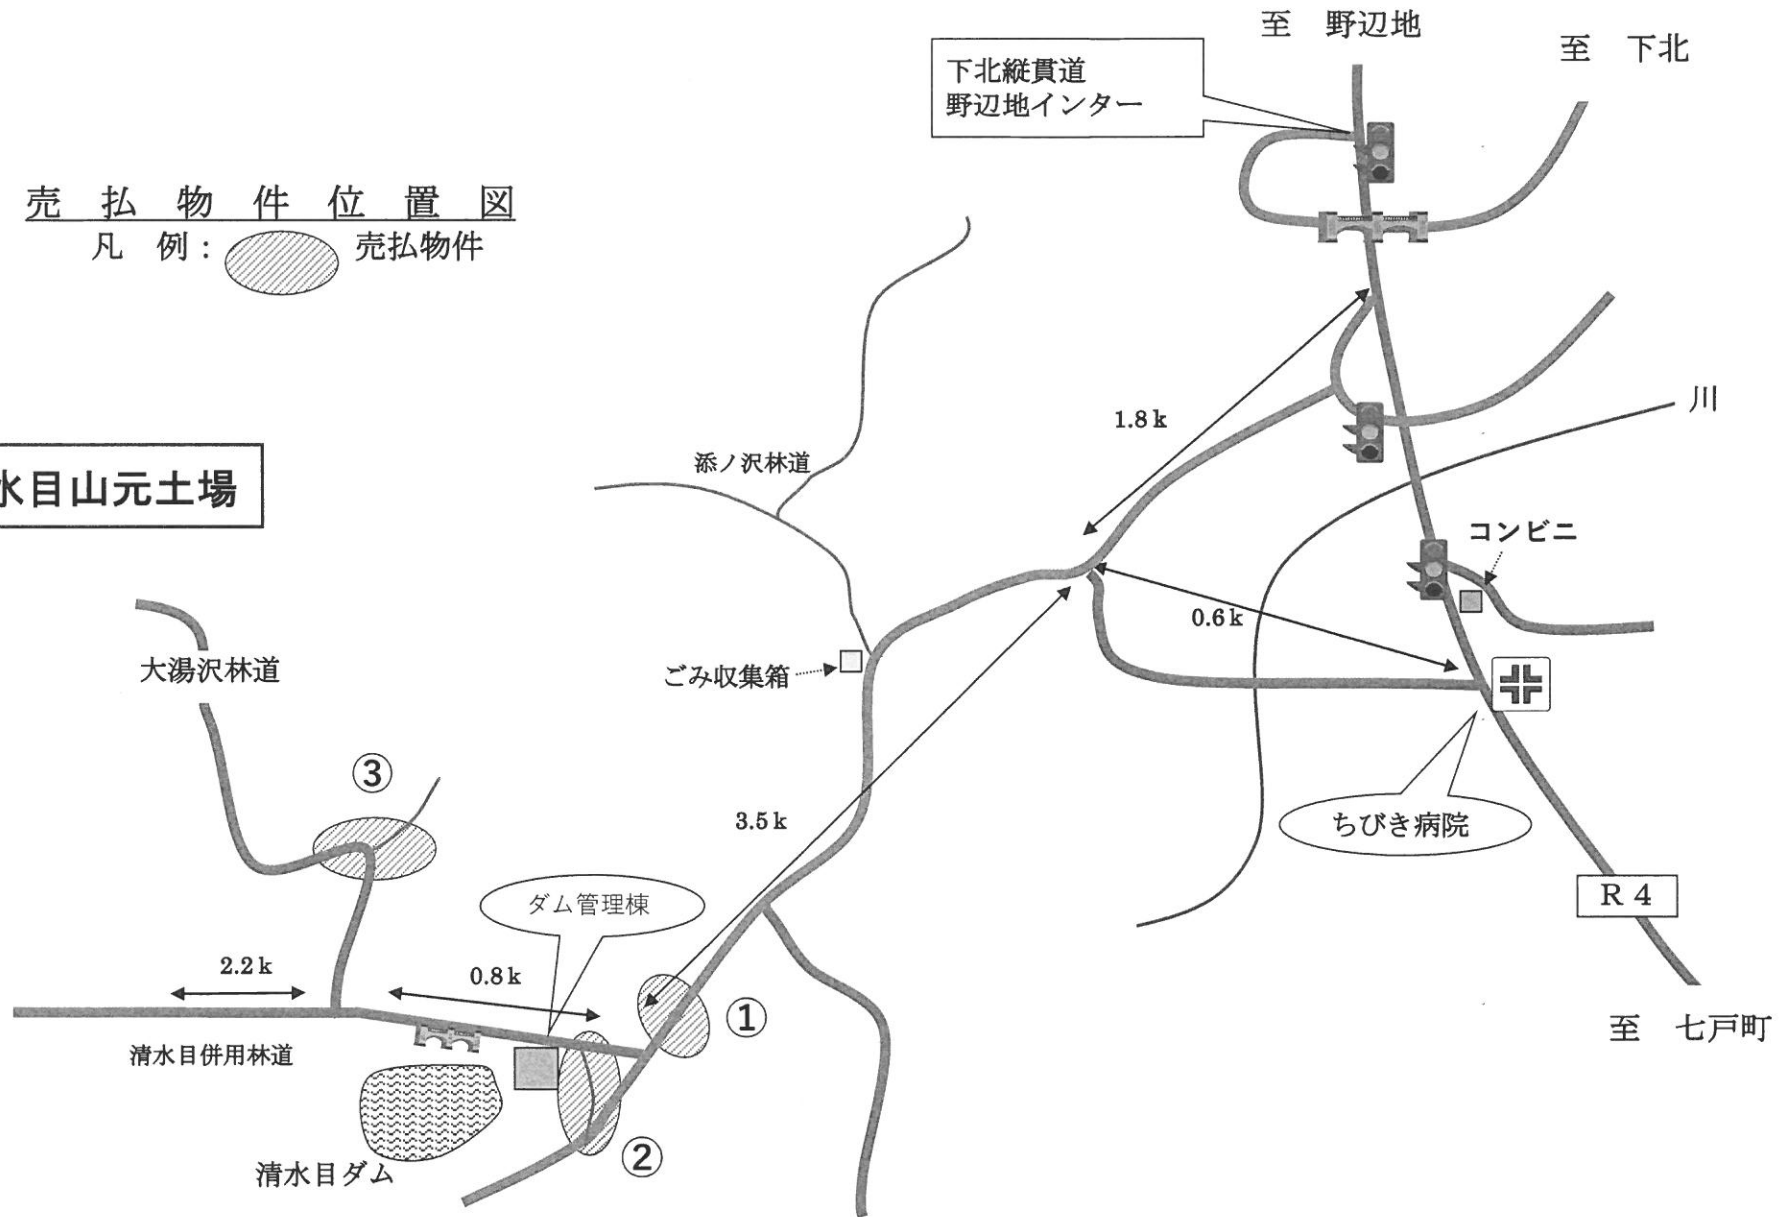 至 野辺地
至 下北
下北縦貫道
野辺地インター
売払物件位置図
凡 例：
売払物件
川
1.8ｋ
添ノ沢林道
水目山元土場
コンビニ
0.6ｋ
大湯沢林道
ごみ収集箱
③
3.5ｋ
ちびき病院
R 4
ダム管理棟
2.2ｋ
0.8ｋ
①
至 七戸町
清水目併用林道
②
清水目ダム